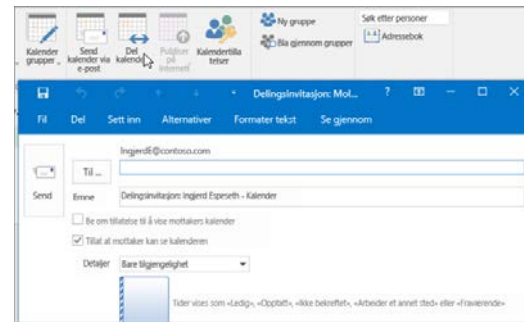 Kalender grupper
Send kalender via e-post
Del kalender
Publiser på Internett
Kalendertilla telser
Ny gruppe
Bla gjennom grupper
Søk etter personer
Adressebok
Delingsinvitasjon: Mol...
?
Fil Del Sett inn Alternativer Formater tekst Se gjennom
IngjerdE@contoso.com
Til ...
Send
Emne Delingsinvitasjon: Ingjerd Espeseth - Kalender
Be om tillatelse til å vise mottakers kalender
Tillat at mottaker kan se kalenderen
Detaljer Bare tilgjengelighet
Tider vises som «Ledig», «Opptatt», «Ikke bekreftet», «Arbeider et annet sted» eller «Fraværende»